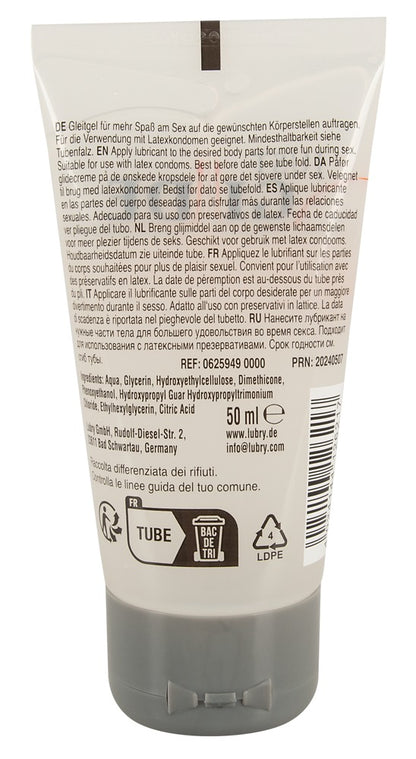 DE Gleitgel für mehr Spaß am Sex auf die gewünschten Körperstellen auftragen.
Für die Verwendung mit Latexkondomen geeignet. Mindesthaltbarkeit siehe
Tubenfalz. EN Apply lubricant to the desired body parts for more fun during sex.
Suitable for use with latex condoms. Best before date see tube fold. DA Påfør
glidecreme på de ønskede kropsdele for at gøre det sjovere under sex. Velegnet
til brug med latexkondomer. Bedst før dato se tubefold. ES Aplique lubricante
en las partes del cuerpo deseadas para disfrutar más durante las relaciones
sexuales. Adecuado para su uso con preservativos de látex. Fecha de caducidad
ver pliegue del tubo. NL Breng glijmiddel aan op de gewenste lichaamsdelen
voor meer plezier tijdens de seks. Geschikt voor gebruik met latex condooms.
Houdbaarheidsdatum zie uiteinde tube. FR Appliquez le lubrifiant sur les parties
du corps souhaitées pour plus de plaisir sexuel. Convient pour l'utilisation avec
des préservatifs en latex. La date de péremption est au-dessous du tube près
du pli. IT Applicare il lubrificante sulle parti del corpo desiderate per un maggiore
divertimento durante il sesso. Adatto all'uso con preservativi in lattice. La data
di scadenza è riportata nel pieghevole del tubetto. RU Нанесите лубрикант на
нужные части тела для большего удовольствия во время секса. Подходит
для использования с латексными презервативами. Срок годности см.
сгиб тубы.
REF: 0625949 0000 PRN: 20240507
Ingredients: Aqua, Glycerin, Hydroxyethylcellulose, Dimethicone,
Phenoxyethanol, Hydroxypropyl Guar Hydroxypropyltrimonium
Chloride, Ethylhexylglycerin, Citric Acid
50 ml e
Lubry GmbH, Rudolf-Diesel-Str. 2,
23611 Bad Schwartau, Germany
www.lubry.de
info@lubry.com
Raccolta differenziata dei rifiuti.
Controlla le linee guida del tuo comune.
FR
TUBE
BAC
DE
TRI
4
LDPE